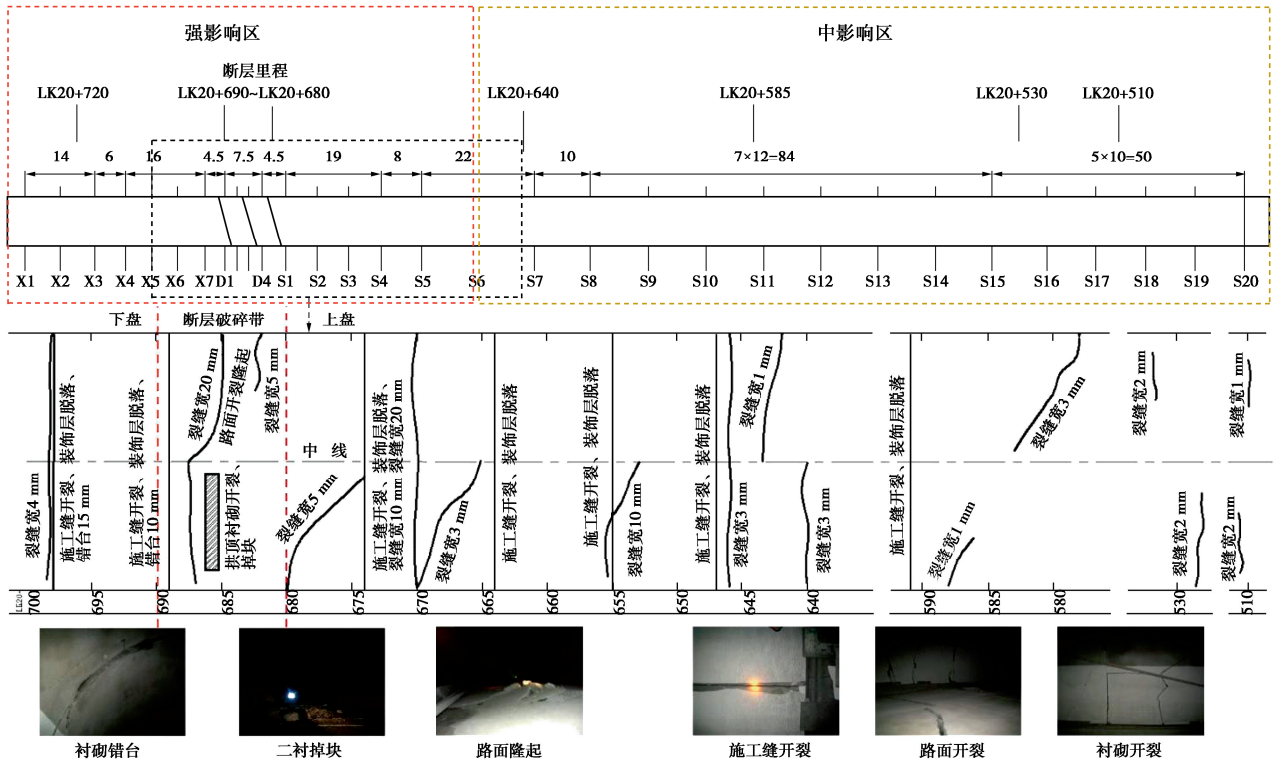 强影响区
中影响区
断层里程
LK20+720
LK20+690~LK20+680
LK20+640
LK20+585
LK20+530
LK20+510
14
6
16
4.5
7.5
4.5
19
8
22
10
7×12=84
5×10=50
X1
X2
X3
X4
X5
X6
X7
D1
D4
S1
S2
S3
S4
S5
S6
S7
S8
S9
S10
S11
S12
S13
S14
S15
S16
S17
S18
S19
S20
下盘
断层破碎带
上盘
裂缝宽4 mm
施工缝开裂、装饰层脱落、
错台15 mm
施工缝开裂、装饰层脱落、
错台10 mm
裂缝宽20 mm
路面开裂隆起
裂缝宽5 mm
拱顶衬砌开裂、
掉块
中 线
裂缝宽5 mm
施工缝开裂、装饰层脱落、
裂缝宽10 mm 裂缝宽20 mm
裂缝宽3 mm
施工缝开裂、装饰层脱落
施工缝开裂、装饰层脱落
裂缝宽10 mm
施工缝开裂、装饰层脱落
裂缝宽3 mm
裂缝宽1 mm
裂缝宽3 mm
施工缝开裂、装饰层脱落
裂缝宽1 mm
裂缝宽3 mm
裂缝宽2 mm
裂缝宽2 mm
裂缝宽1 mm
裂缝宽2 mm
LK20+
700
695
690
685
680
675
670
665
660
655
650
645
640
590
585
580
530
510
衬砌错台
二衬掉块
路面隆起
施工缝开裂
路面开裂
衬砌开裂